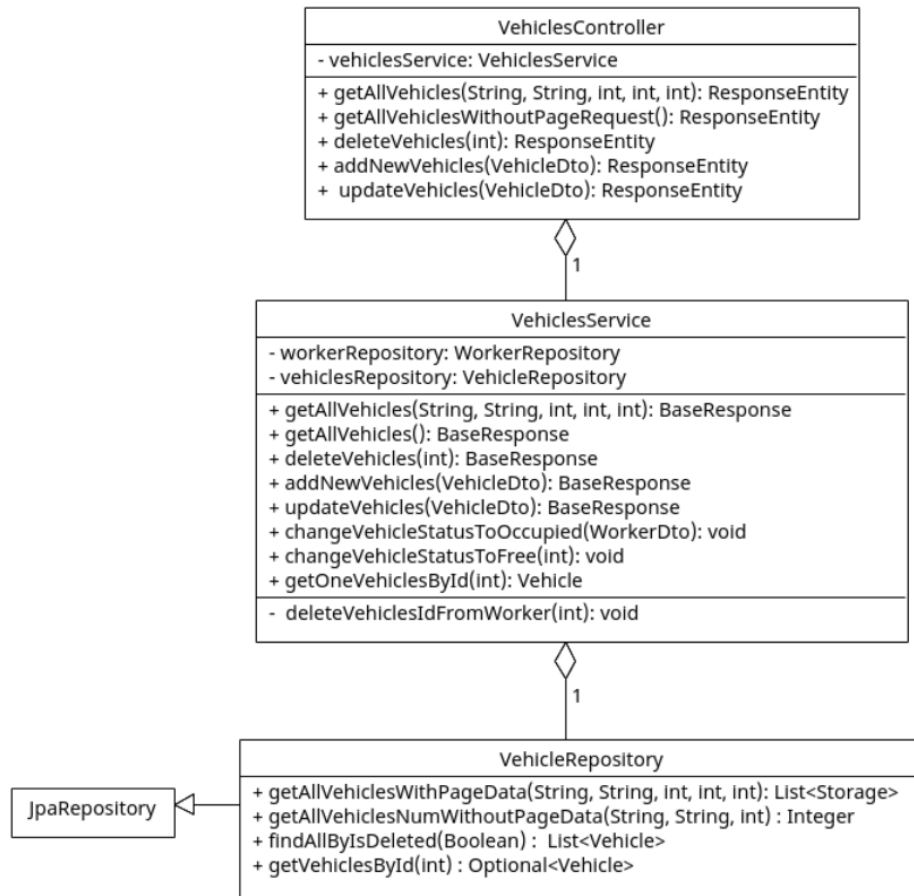 VehiclesController
- vehiclesService: VehiclesService
+ getAllVehicles(String, String, int, int, int): ResponseEntity
+ getAllVehiclesWithoutPageRequest(): ResponseEntity
+ deleteVehicles(int): ResponseEntity
+ addNewVehicles(VehicleDto): ResponseEntity
+ updateVehicles(VehicleDto): ResponseEntity
1
VehiclesService
- workerRepository: WorkerRepository
- vehiclesRepository: VehicleRepository
+ getAllVehicles(String, String, int, int, int): BaseResponse
+ getAllVehicles(): BaseResponse
+ deleteVehicles(int): BaseResponse
+ addNewVehicles(VehicleDto): BaseResponse
+ updateVehicles(VehicleDto): BaseResponse
+ changeVehicleStatusToOccupied(WorkerDto): void
+ changeVehicleStatusToFree(int): void
+ getOneVehiclesById(int): Vehicle
- deleteVehiclesIdFromWorker(int): void
1
VehicleRepository
+ getAllVehiclesWithPageData(String, String, int, int, int): List<Storage>
+ getAllVehiclesNumWithoutPageData(String, String, int) : Integer
+ findAllByIsDeleted(Boolean) : List<Vehicle>
+ getVehiclesById(int) : Optional<Vehicle>
JpaRepository